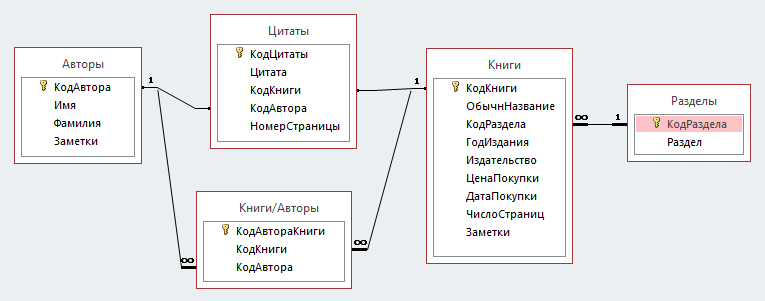 Авторы
КодАвтора
Имя
Фамилия
Заметки
1
Цитаты
КодЦитаты
Цитата
КодКниги
КодАвтора
НомерСтраницы
1
Книги
КодКниги
ОбычнНазвание
КодРаздела
ГодИздания
Издательство
ЦенаПокупки
ДатаПокупки
ЧислоСтраниц
Заметки
∞
1
Разделы
КодРаздела
Раздел
∞
Книги/Авторы
КодАвтораКниги
КодКниги
КодАвтора
∞